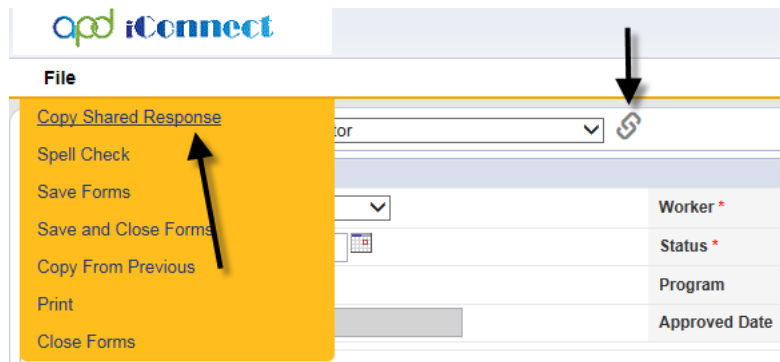 apd iConnect
File
Copy Shared Response
tor
Spell Check
Save Forms
Worker *
Save and Close Forms
Status *
Copy From Previous
Program
Print
Approved Date
Close Forms